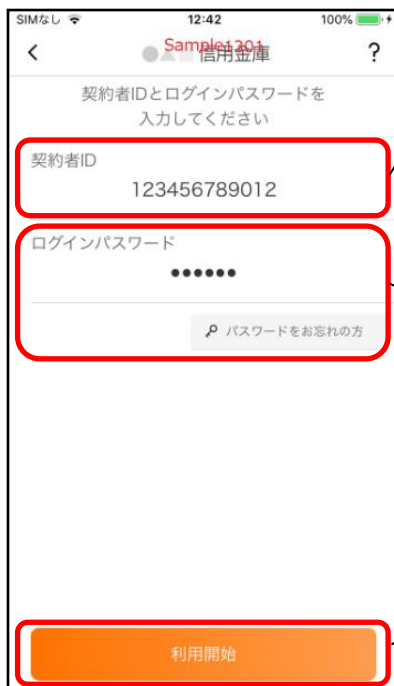 SIMなし 12:42 100%
●▲■信用金庫
Sample1201
?
契約者IDとログインパスワードを
入力してください
契約者ID
123456789012
ログインパスワード
••••••
パスワードをお忘れの方
利用開始